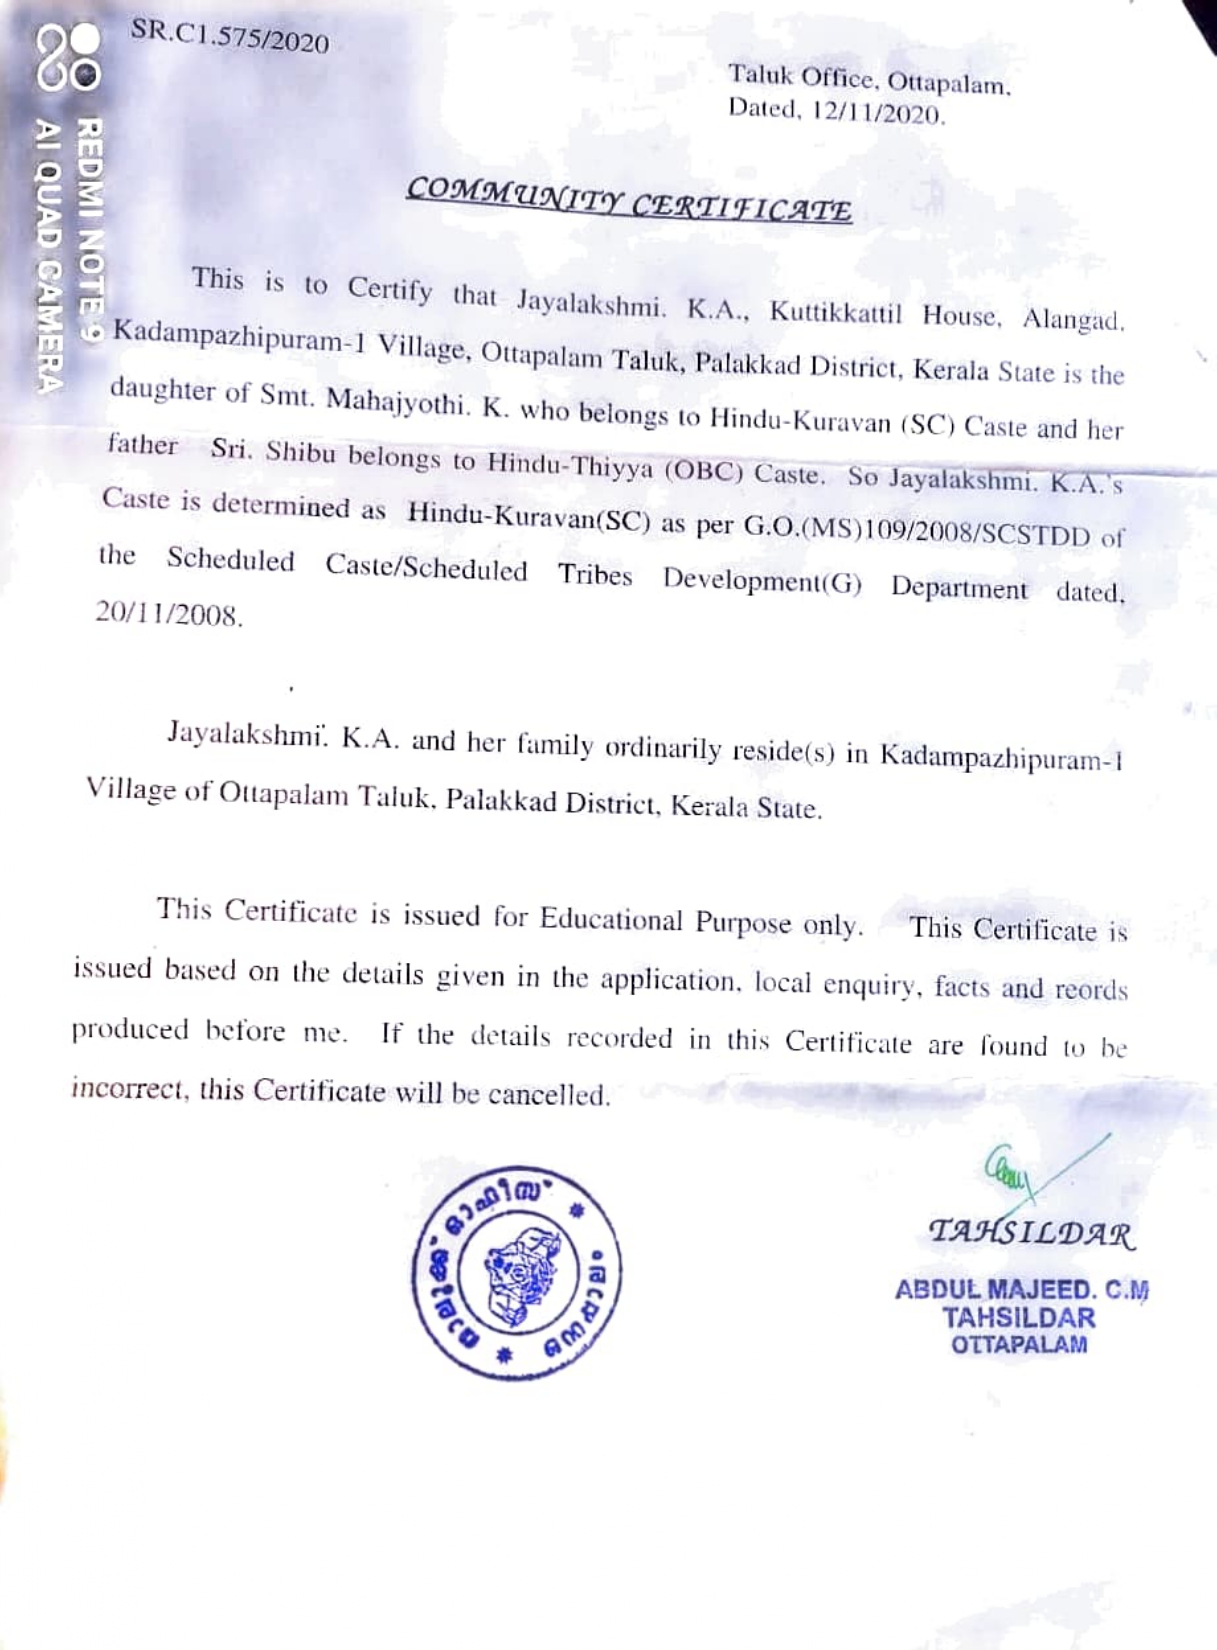 SR.C1.575/2020
Taluk Office, Ottapalam,
Dated, 12/11/2020.
COMMUNITY CERTIFICATE
This is to Certify that Jayalakshmi. K.A., Kuttikkattil House, Alangad,
Kadampazhipuram-1 Village, Ottapalam Taluk, Palakkad District, Kerala State is the
daughter of Smt. Mahajyothi. K. who belongs to Hindu-Kuravan (SC) Caste and her
father Sri. Shibu belongs to Hindu-Thiyya (OBC) Caste. So Jayalakshmi. K.A.'s
Caste is determined as Hindu-Kuravan(SC) as per G.O.(MS)109/2008/SCSTDD of
the Scheduled Caste/Scheduled Tribes Development(G) Department dated,
20/11/2008.
Jayalakshmi. K.A. and her family ordinarily reside(s) in Kadampazhipuram-1
Village of Ottapalam Taluk, Palakkad District, Kerala State.
This Certificate is issued for Educational Purpose only. This Certificate is
issued based on the details given in the application, local enquiry, facts and reords
produced before me. If the details recorded in this Certificate are found to be
incorrect, this Certificate will be cancelled.
താലൂക്ക് ഓഫീസ്
TAHSILDAR
ABDUL MAJEED. C.M
TAHSILDAR
OTTAPALAM
REDMI NOTE 9
AI QUAD CAMERA